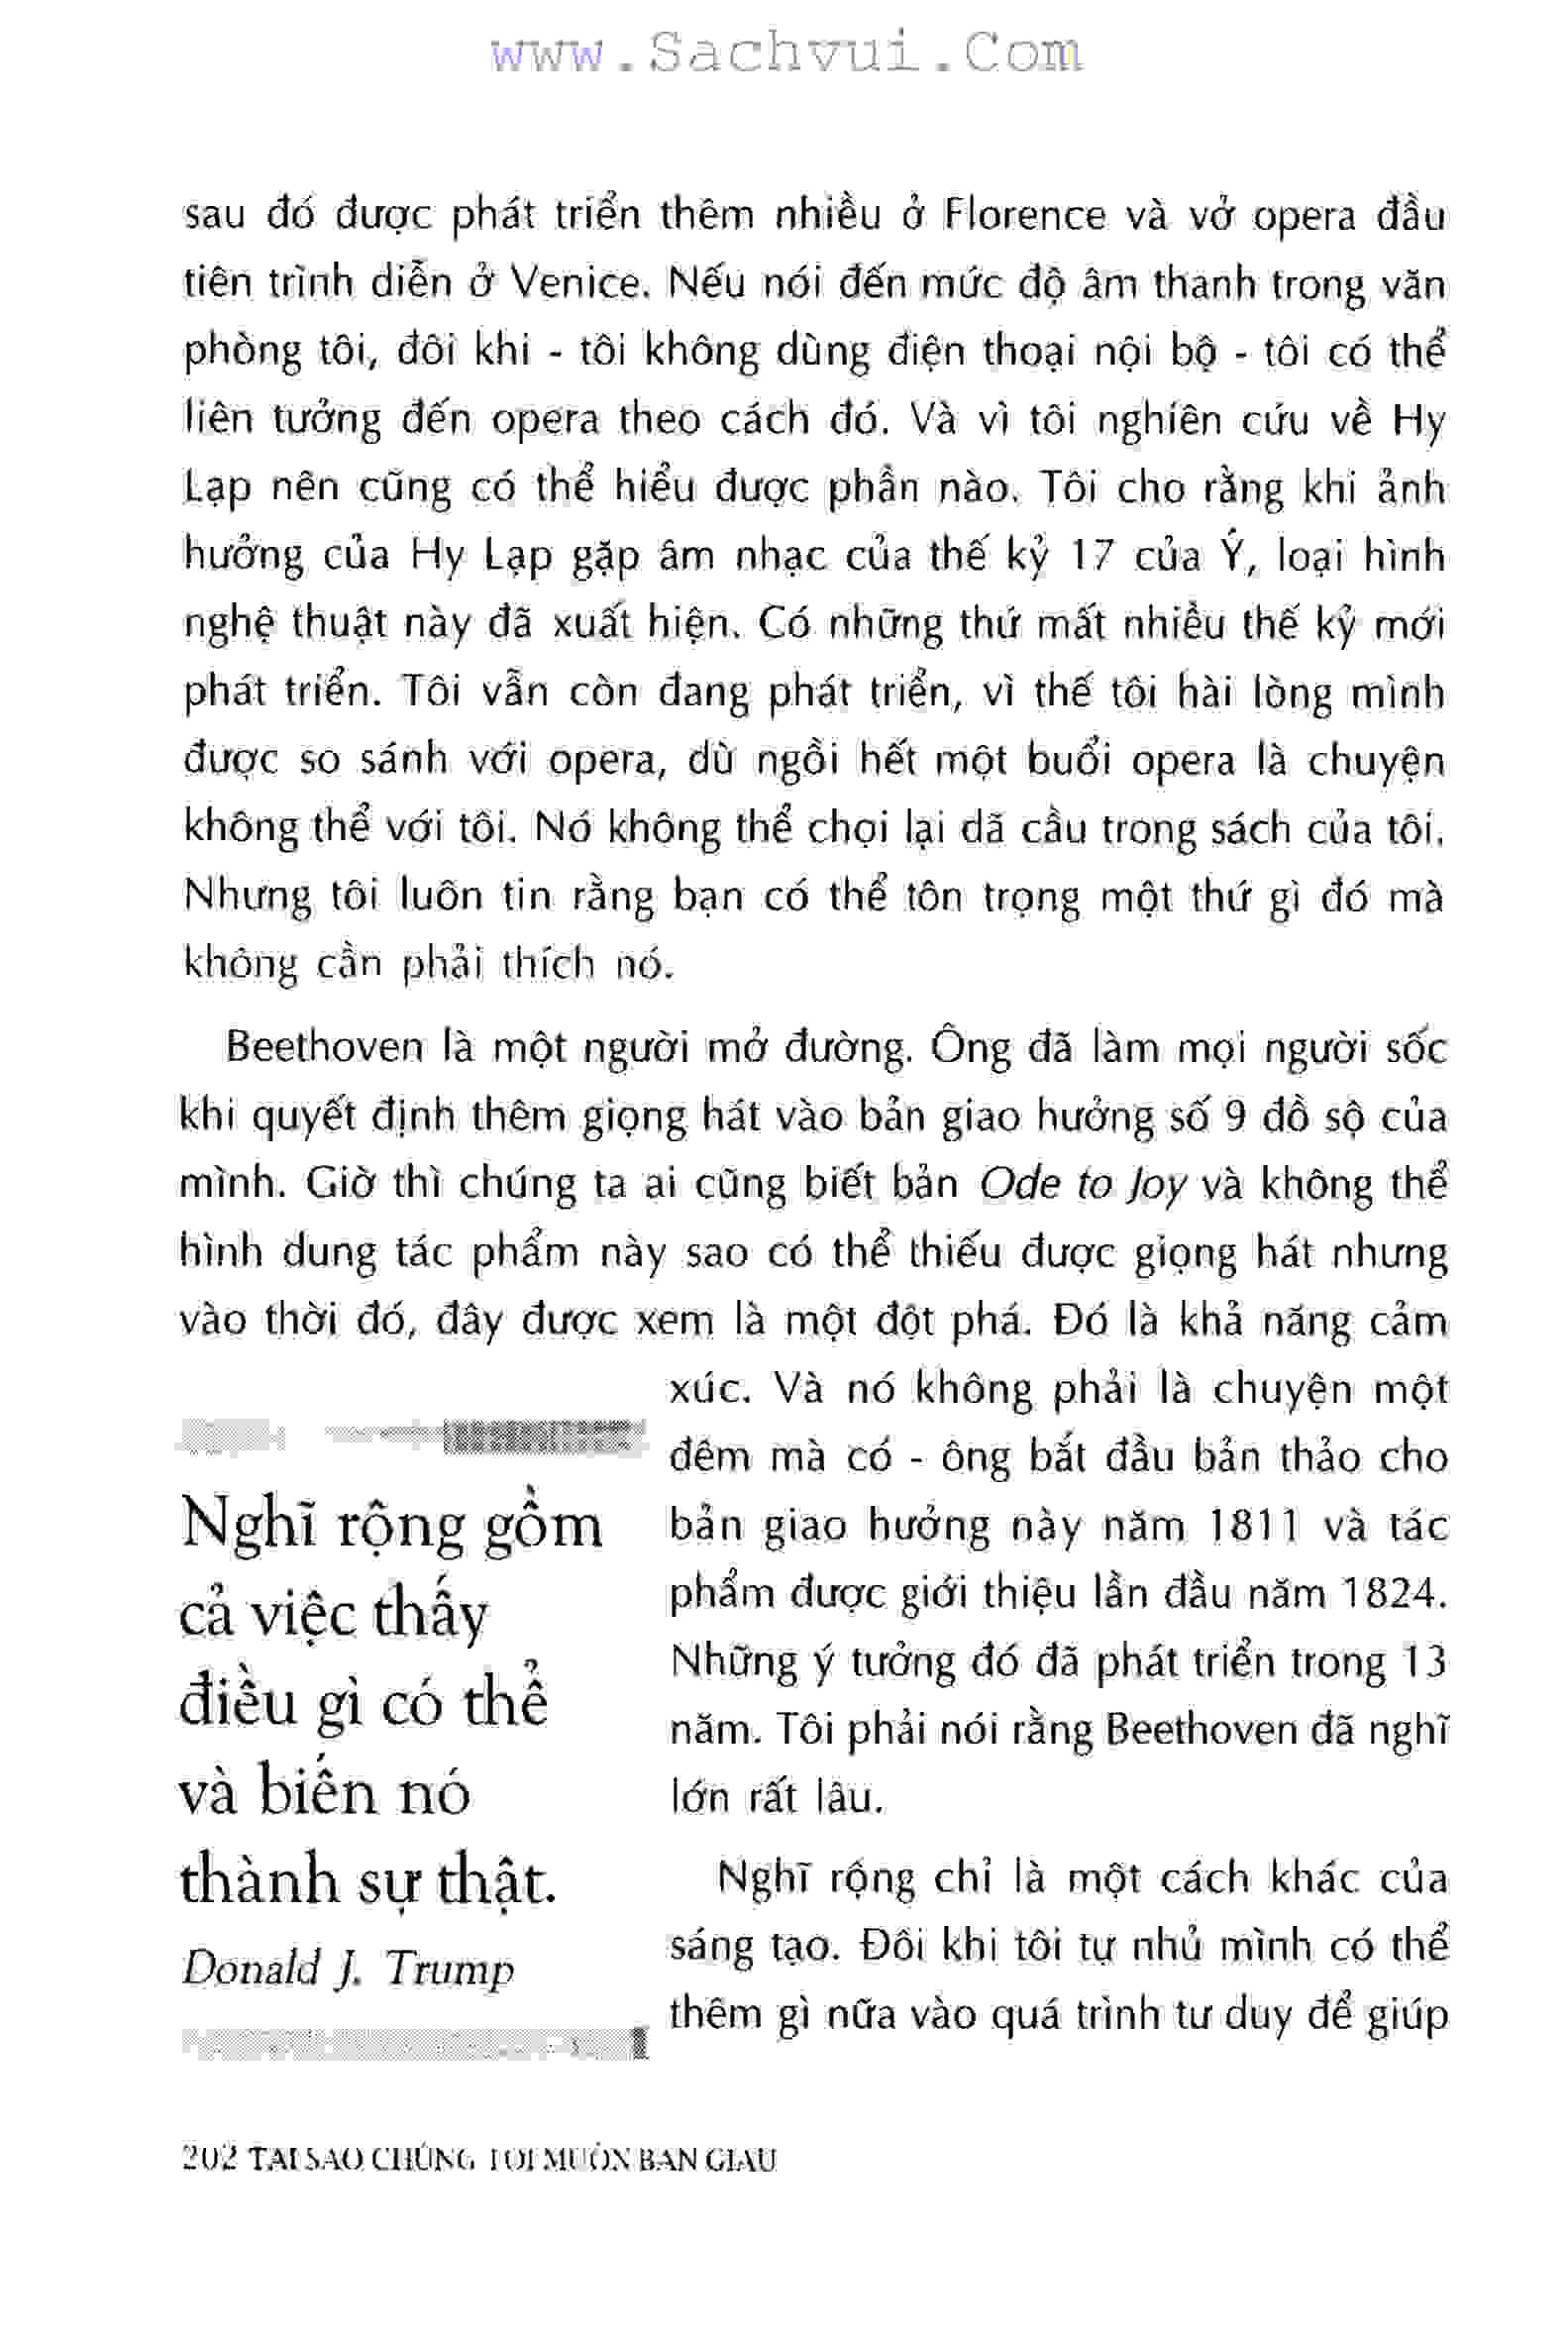 www.Sachvui.Com
sau đó được phát triển thêm nhiều ở Florence và vở opera đầu
tiên trình diễn ở Venice. Nếu nói đến mức độ âm thanh trong văn
phòng tôi, đôi khi - tôi không dùng điện thoại nội bộ - tôi có thể
liên tưởng đến opera theo cách đó. Và vì tôi nghiên cứu về Hy
Lạp nên cũng có thể hiểu được phần nào. Tôi cho rằng khi ảnh
hưởng của Hy Lạp gặp âm nhạc của thế kỷ 17 của Ý, loại hình
nghệ thuật này đã xuất hiện. Có những thứ mất nhiều thế kỷ mới
phát triển. Tôi vẫn còn đang phát triển, vì thế tôi hài lòng mình
được so sánh với opera, dù ngồi hết một buổi opera là chuyện
không thể với tôi. Nó không thể chọi lại dã cầu trong sách của tôi.
Nhưng tôi luôn tin rằng bạn có thể tôn trọng một thứ gì đó mà
không cần phải thích nó.
Beethoven là một người mở đường. Ông đã làm mọi người sốc
khi quyết định thêm giọng hát vào bản giao hưởng số 9 đồ sộ của
mình. Giờ thì chúng ta ai cũng biết bản Ode to Joy và không thể
hình dung tác phẩm này sao có thể thiếu được giọng hát nhưng
vào thời đó, đây được xem là một đột phá. Đó là khả năng cảm
xúc. Và nó không phải là chuyện một
đêm mà có - ông bắt đầu bản thảo cho
bản giao hưởng này năm 1811 và tác
phẩm được giới thiệu lần đầu năm 1824.
Những ý tưởng đó đã phát triển trong 13
năm. Tôi phải nói rằng Beethoven đã nghĩ
lớn rất lâu.
Nghĩ rộng chỉ là một cách khác của
sáng tạo. Đôi khi tôi tự nhủ mình có thể
thêm gì nữa vào quá trình tư duy để giúp
Nghĩ rộng gồm
cả việc thấy
điều gì có thể
và biến nó
thành sự thật.
Donald J. Trump
202 TẠI SAO CHÚNG TÔI MUỐN BẠN GIÀU